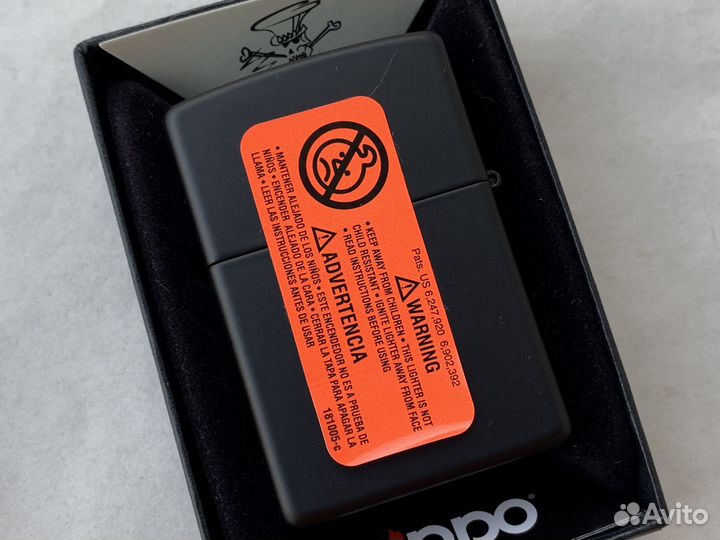 Pats. US 6,247,920 6,902,392
⚠WARNING
• KEEP AWAY FROM CHILDREN • THIS LIGHTER IS NOT
CHILD RESISTANT • IGNITE LIGHTER AWAY FROM FACE
• READ INSTRUCTIONS BEFORE USING
⚠ADVERTENCIA
• MANTENER ALEJADO DE LOS NIÑOS • ESTE ENCENDEDOR NO ES A PRUEBA DE
NIÑOS • ENCENDER ALEJADO DE LA CARA • CERRAR LA TAPA PARA APAGAR LA
LLAMA • LEER LAS INSTRUCCIONES ANTES DE USAR
181005-G
ppo
Avito